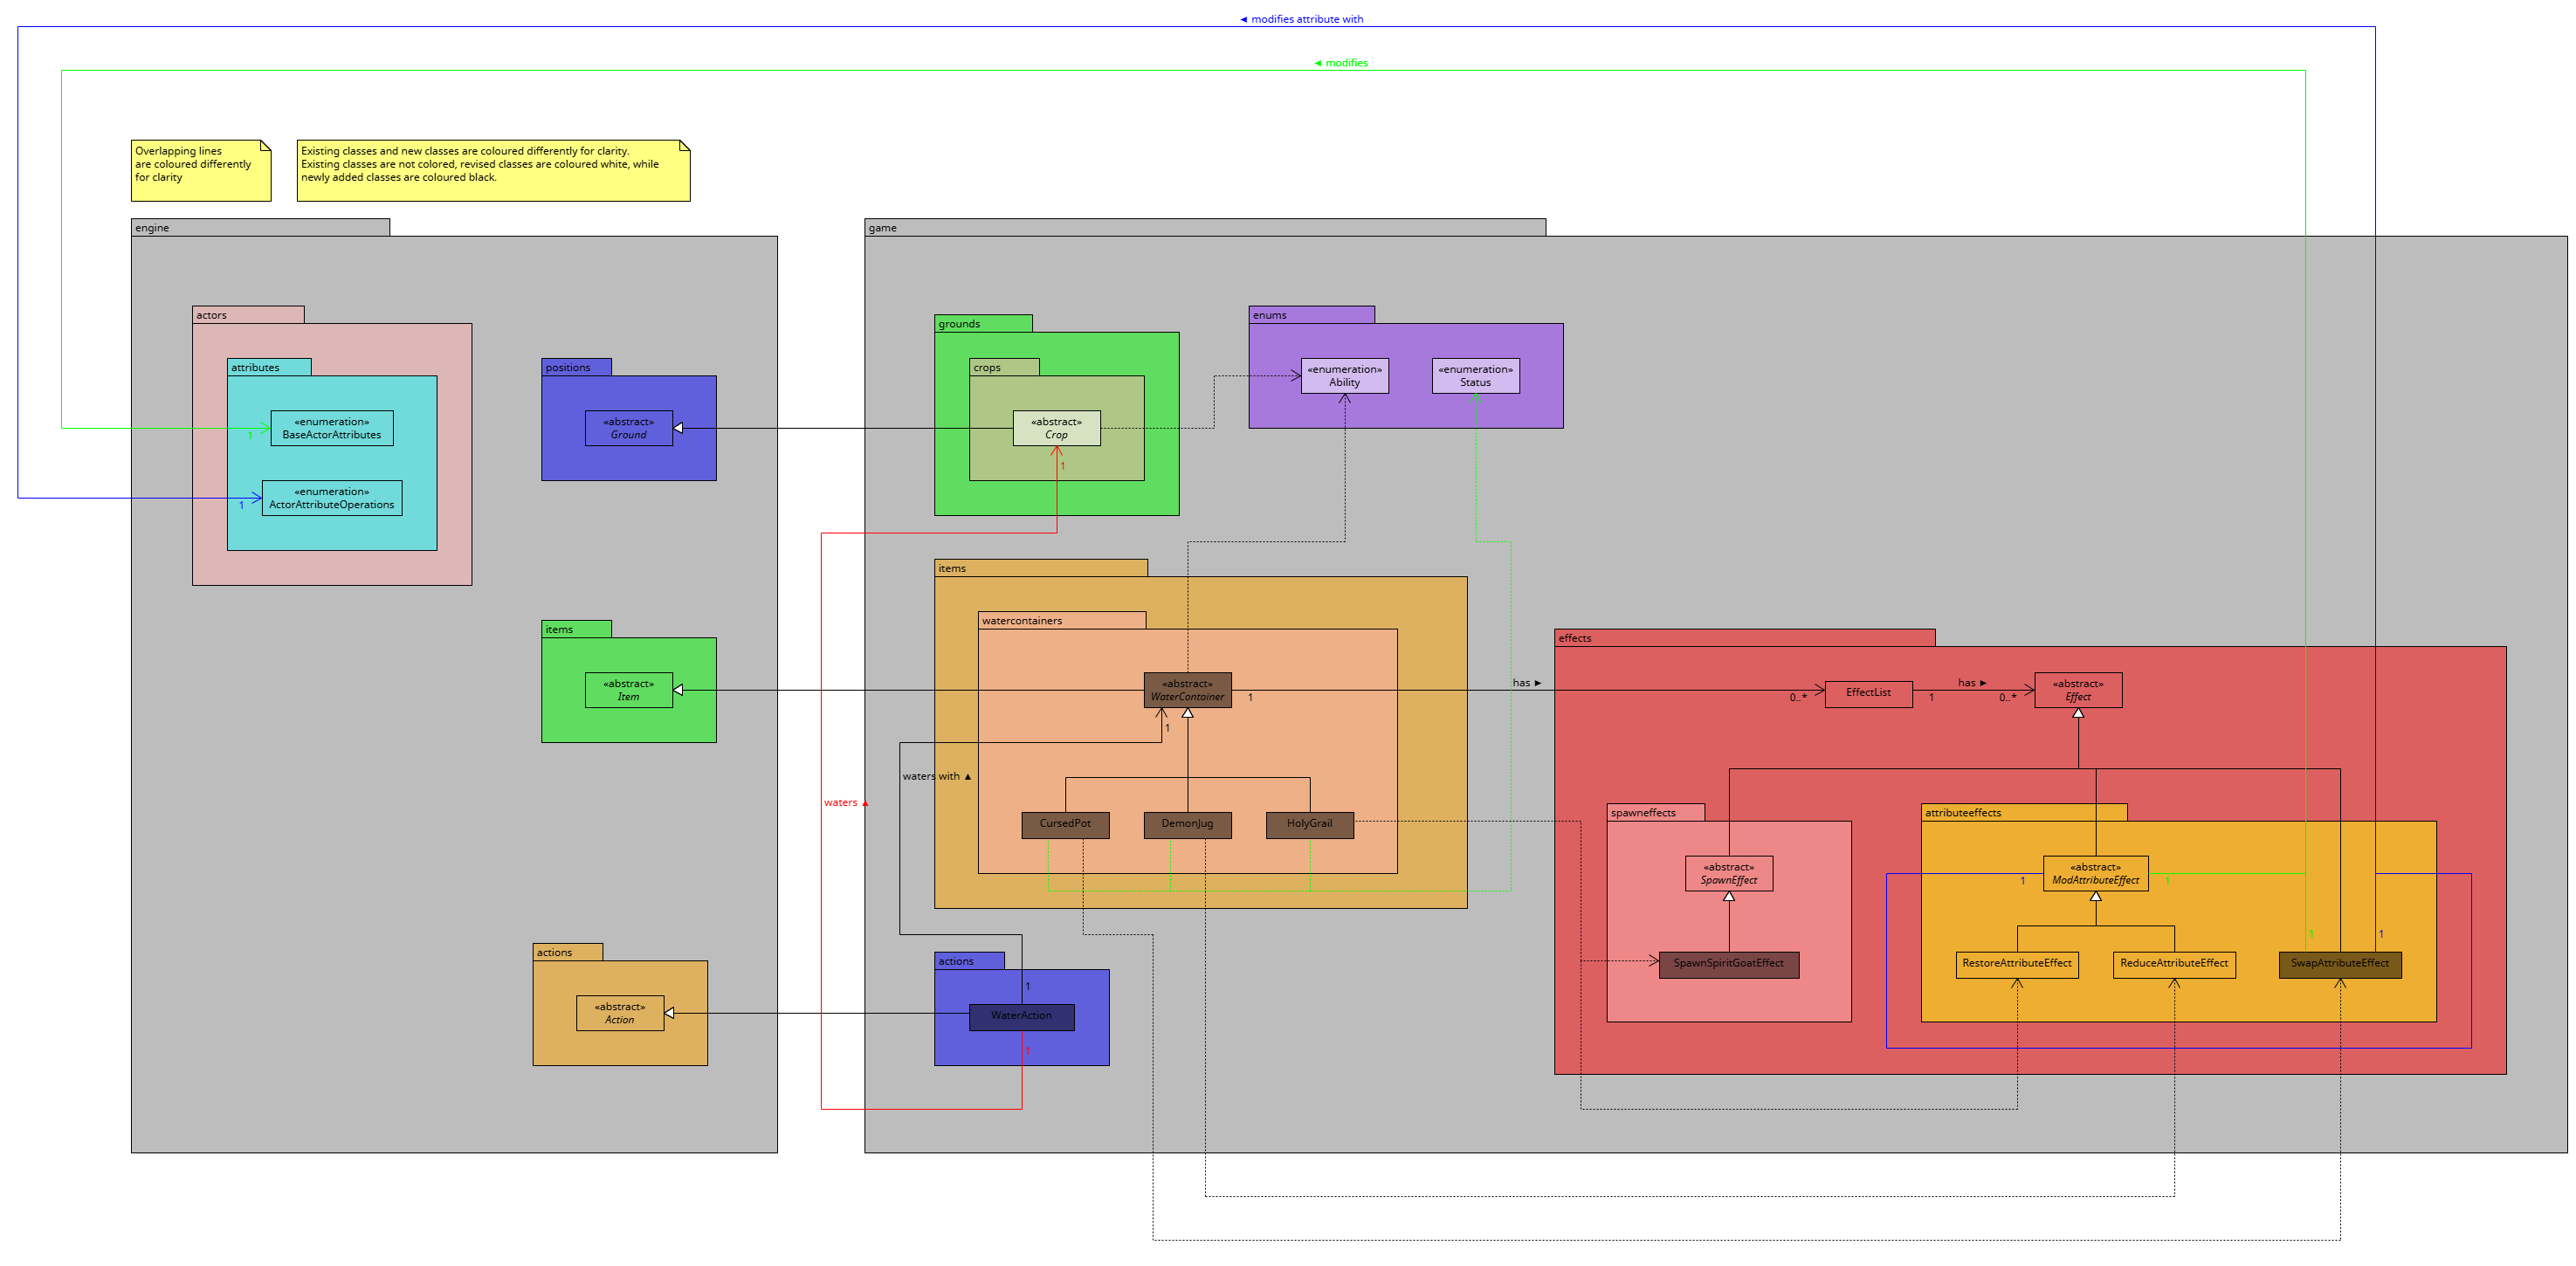 ◄ modifies attribute with
◄ modifies
Overlapping lines
are coloured differently
for clarity
Existing classes and new classes are coloured differently for clarity.
Existing classes are not colored, revised classes are coloured white, while
newly added classes are coloured black.
engine
game
actors
attributes
«enumeration»
BaseActorAttributes
1
«enumeration»
ActorAttributeOperations
1
positions
«abstract»
Ground
grounds
crops
«abstract»
Crop
1
enums
«enumeration»
Ability
«enumeration»
Status
items
«abstract»
Item
items
watercontainers
«abstract»
WaterContainer
1
1
has ►
0..*
waters with ▲
waters ▲
CursedPot
DemonJug
HolyGrail
effects
EffectList
1
has ►
0..*
«abstract»
Effect
spawneffects
«abstract»
SpawnEffect
SpawnSpiritGoatEffect
attributeeffects
1
«abstract»
ModAttributeEffect
1
1
1
RestoreAttributeEffect
ReduceAttributeEffect
SwapAttributeEffect
actions
«abstract»
Action
actions
1
WaterAction
1